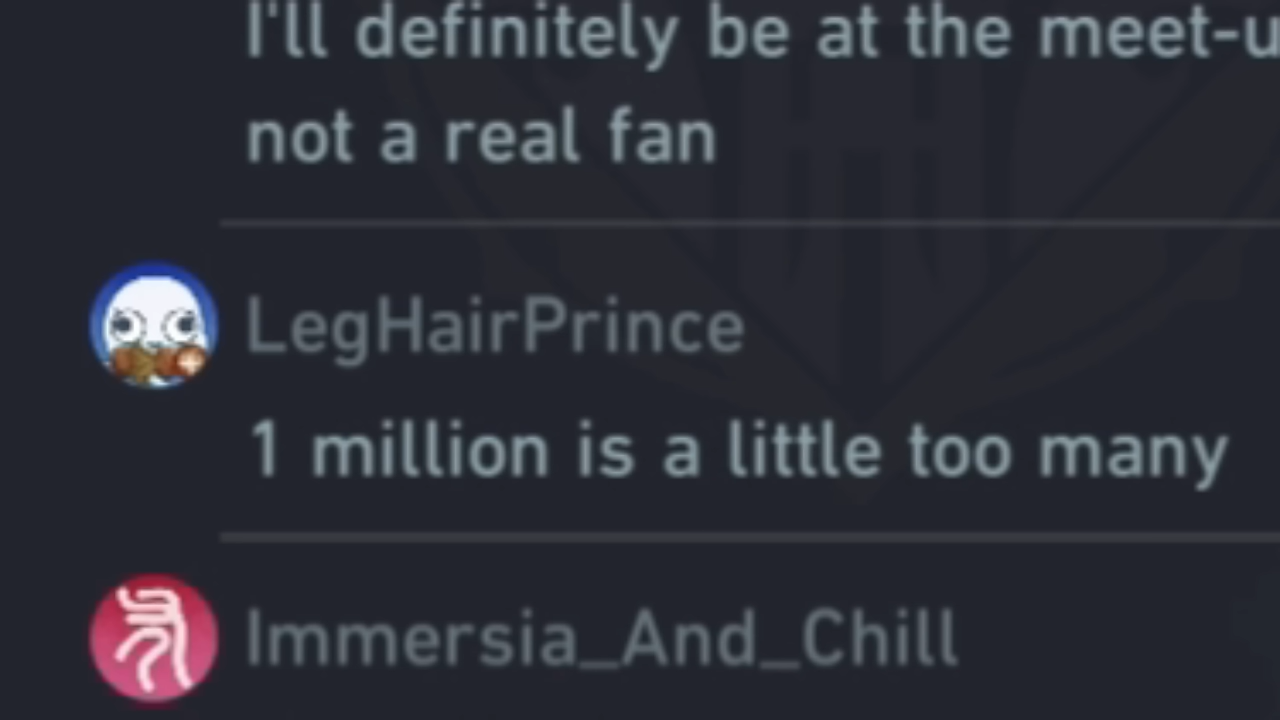 I'll definitely be at the meet-u
not a real fan
LegHairPrince
1 million is a little too many
Immersia_And_Chill